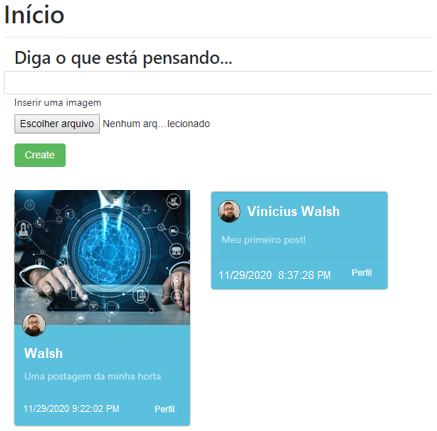 Início
Diga o que está pensando...
Inserir uma imagem
Escolher arquivo Nenhum arq...lecionado
Create
Walsh
Uma postagem da minha horta
11/29/2020 9:22:02 PM Perfil
Vinicius Walsh
Meu primeiro post!
11/29/2020 8:37:28 PM Perfil